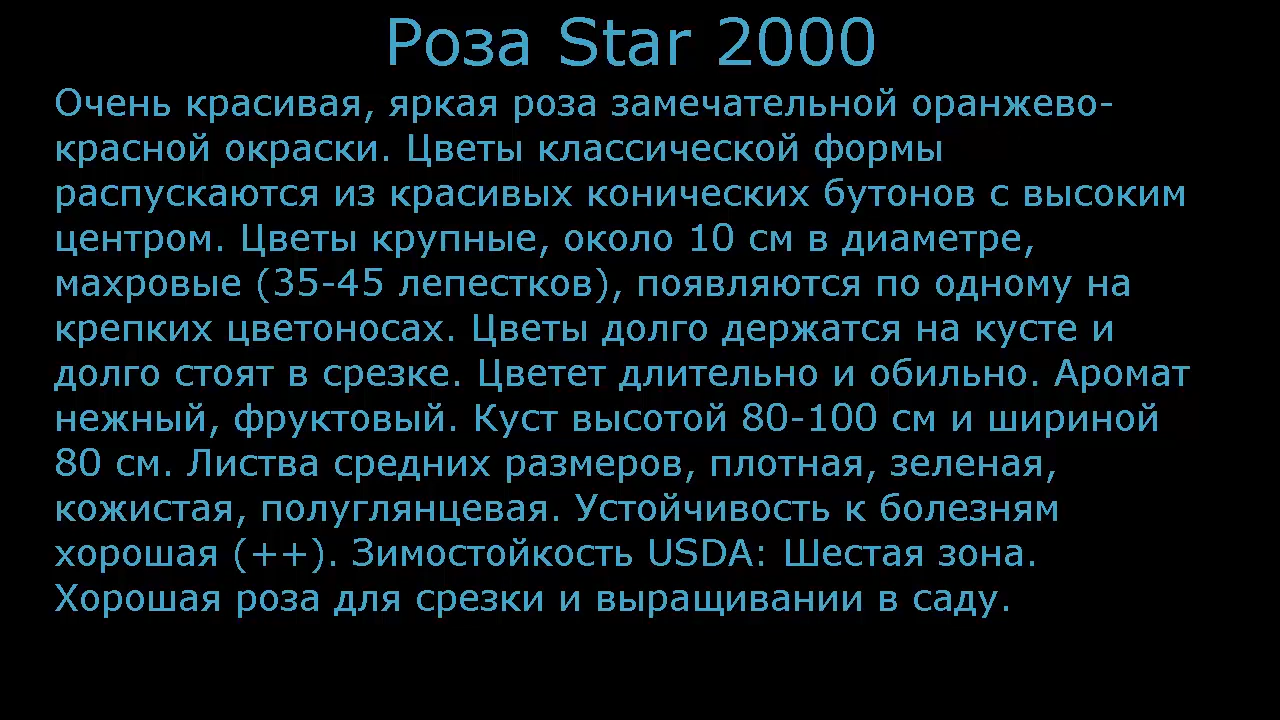 Роза Star 2000
Очень красивая, яркая роза замечательной оранжево-
красной окраски. Цветы классической формы
распускаются из красивых конических бутонов с высоким
центром. Цветы крупные, около 10 см в диаметре,
махровые (35-45 лепестков), появляются по одному на
крепких цветоносах. Цветы долго держатся на кусте и
долго стоят в срезке. Цветет длительно и обильно. Аромат
нежный, фруктовый. Куст высотой 80-100 см и шириной
80 см. Листва средних размеров, плотная, зеленая,
кожистая, полуглянцевая. Устойчивость к болезням
хорошая (++). Зимостойкость USDA: Шестая зона.
Хорошая роза для срезки и выращивании в саду.